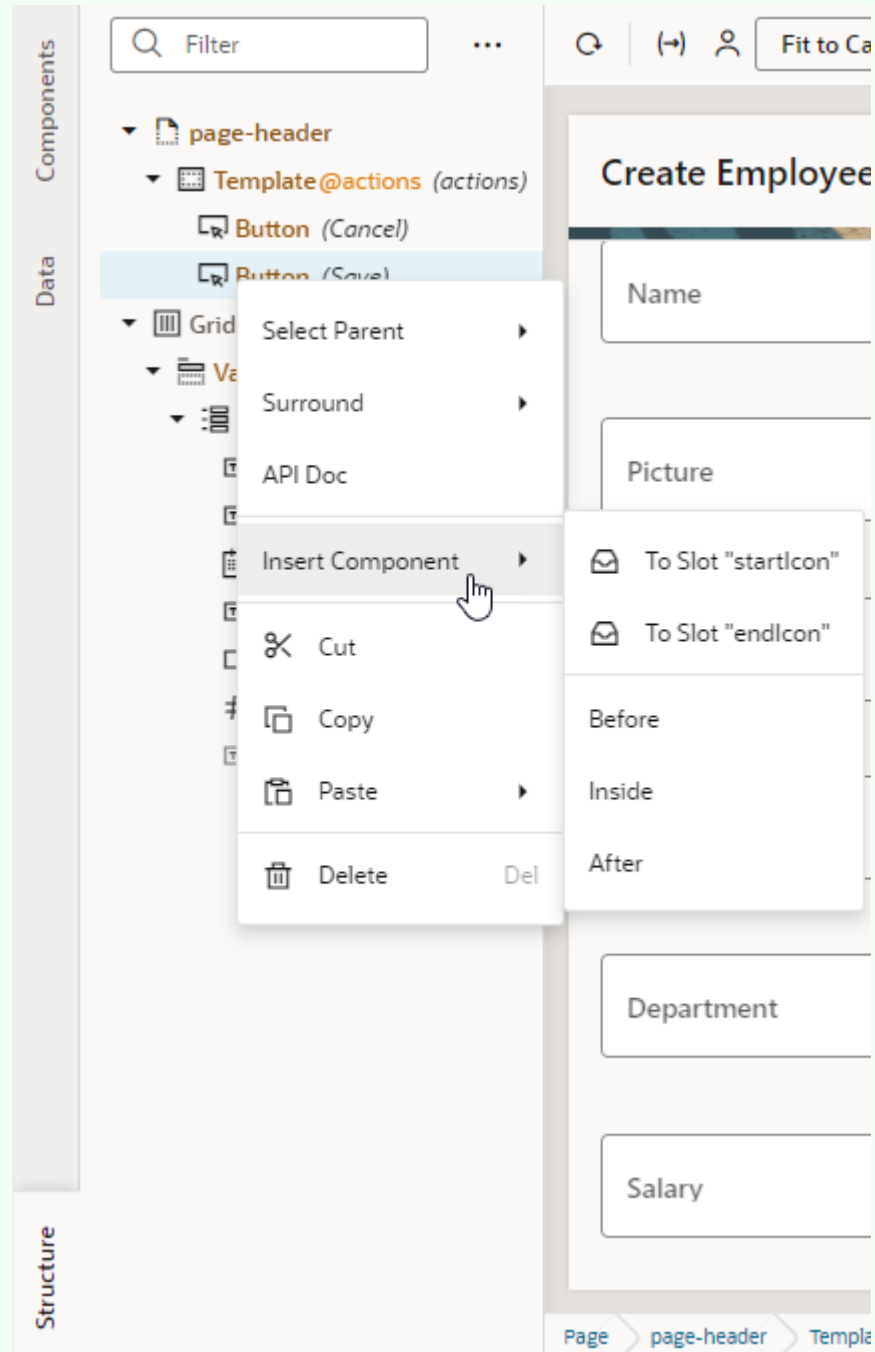 Components
Data
Structure
Filter
...
page-header
Template@actions (actions)
Button (Cancel)
Button (Save)
Grid
Select Parent
Surround
API Doc
Insert Component
Cut
Copy
Paste
Delete Del
To Slot "startIcon"
To Slot "endIcon"
Before
Inside
After
Fit to
Create Employee
Name
Picture
Department
Salary
Page
page-header